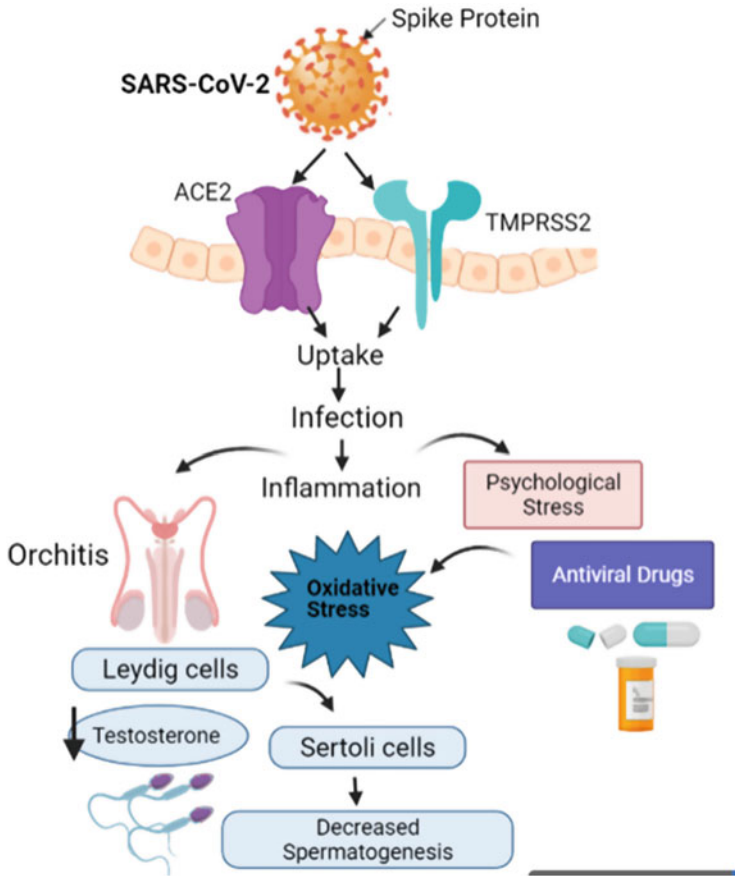 Spike Protein
SARS-CoV-2
ACE2
TMPRSS2
Uptake
Infection
Inflammation
Psychological
Stress
Orchitis
Oxidative
Stress
Antiviral Drugs
Leydig cells
Testosterone
Sertoli cells
Decreased
Spermatogenesis